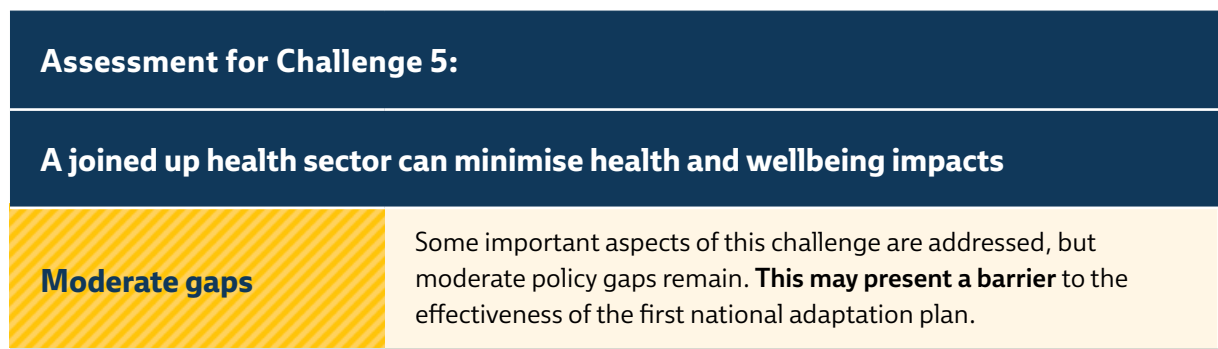 Assessment for Challenge 5:
A joined up health sector can minimise health and wellbeing impacts
Moderate gaps
Some important aspects of this challenge are addressed, but
moderate policy gaps remain. This may present a barrier to the
effectiveness of the first national adaptation plan.